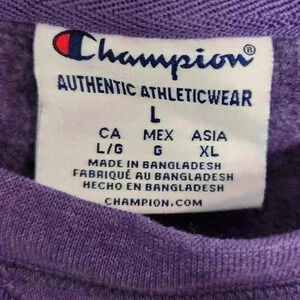 Champion®
AUTHENTIC ATHLETICWEAR
L
CA MEX ASIA
L/G G XL
MADE IN BANGLADESH
FABRIQUÉ AU BANGLADESH
HECHO EN BANGLADESH
CHAMPION.COM